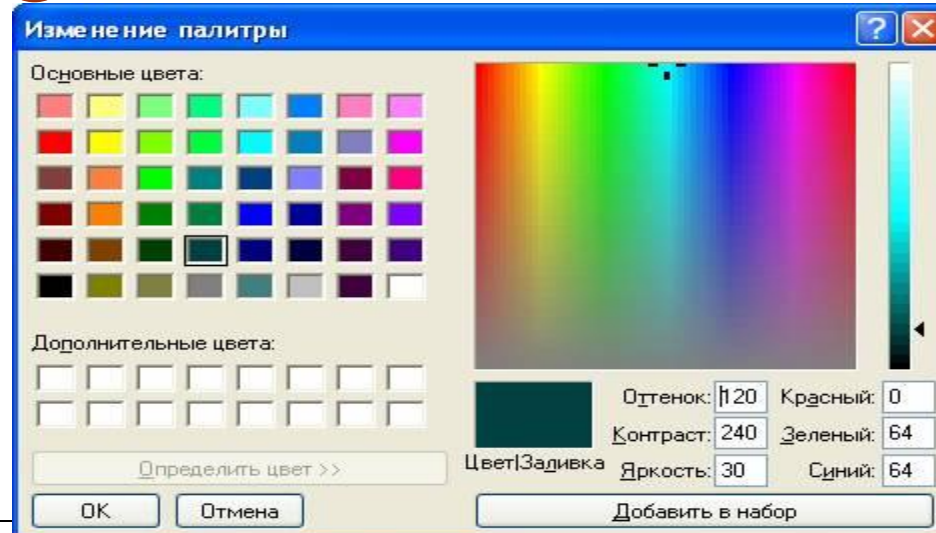 Изменение палитры
Основные цвета:
Дополнительные цвета:
Определить цвет >>
OK Отмена
Цвет|Заливка
Оттенок: 120 Красный: 0
Контраст: 240 Зеленый: 64
Яркость: 30 Синий: 64
Добавить в набор